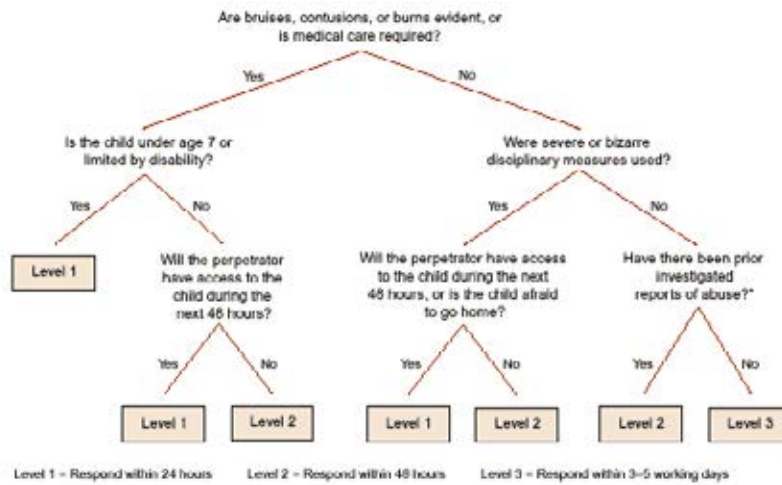 Are bruises, contusions, or burns evident, or
is medical care required?
Yes
No
Is the child under age 7 or
limited by disability?
Were severe or bizarre
disciplinary measures used?
Yes
No
Yes
No
Level 1
Will the perpetrator
have access to the
child during the
next 48 hours?
Will the perpetrator have access
to the child during the next
48 hours, or is the child afraid
to go home?
Have there been prior
investigated
reports of abuse?*
Yes
No
Yes
No
Yes
No
Level 1
Level 2
Level 1
Level 2
Level 2
Level 3
Level 1 = Respond within 24 hours
Level 2 = Respond within 48 hours
Level 3 = Respond within 3–5 working days